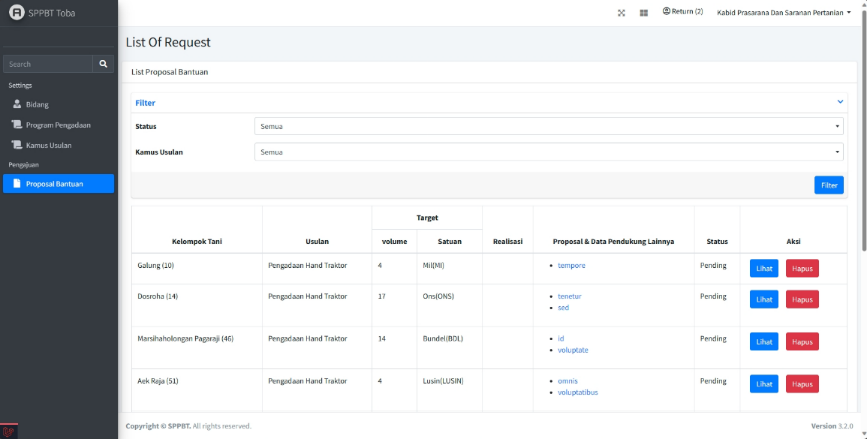 SPPBT Toba
Return (2)
Kabid Prasarana Dan Saranan Pertanian
List Of Request
Search
Settings
Bidang
Program Pengadaan
Kamus Usulan
Pengajuan
Proposal Bantuan
List Proposal Bantuan
Filter
Status Semua
Kamus Usulan Semua
Filter
Target
Kelompok Tani Usulan volume Satuan Realisasi Proposal & Data Pendukung Lainnya Status Aksi
Galung (10) Pengadaan Hand Traktor 4 Mil(MI) tempore Pending Lihat Hapus
Dosroha (14) Pengadaan Hand Traktor 17 Ons(ONS) tenetur Pending Lihat Hapus
sed
Marsihaholongan Pagaraji (46) Pengadaan Hand Traktor 14 Bundel(BDL) id Pending Lihat Hapus
voluptate
Aek Raja (51) Pengadaan Hand Traktor 4 Lusin(LUSIN) omnis Pending Lihat Hapus
voluptatibus
Copyright © SPPBT. All rights reserved.
Version 3.2.0